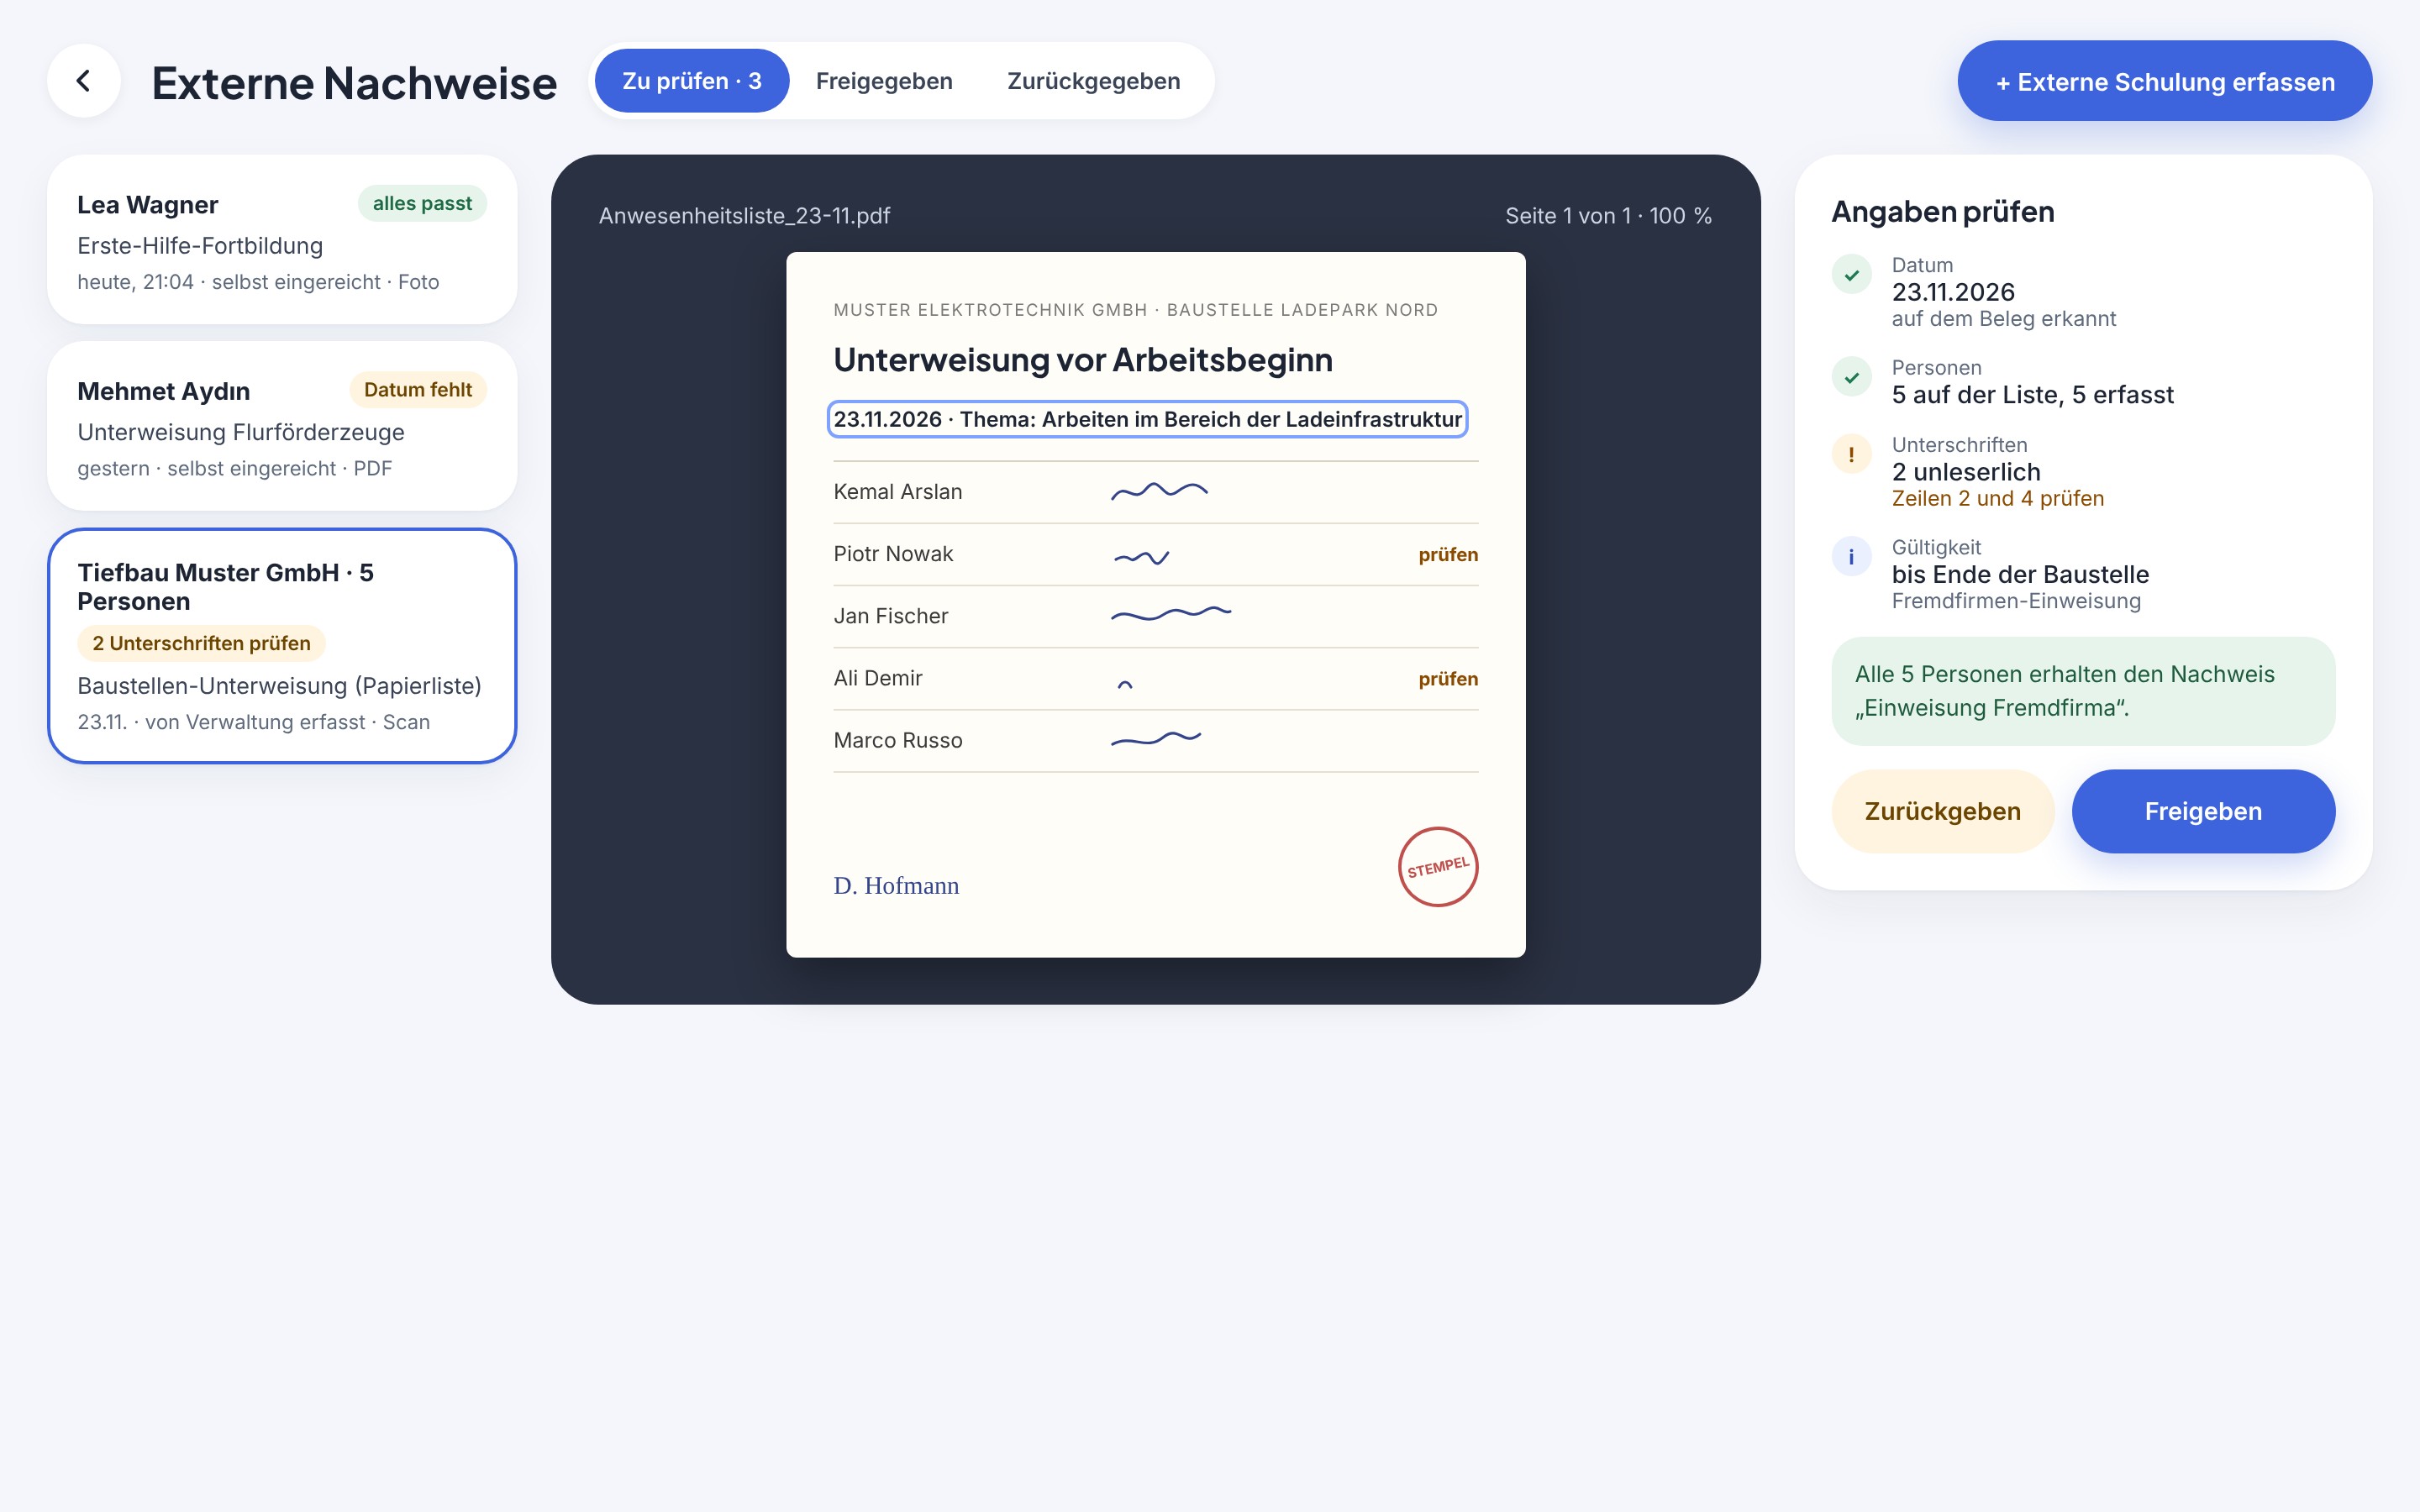 Externe Nachweise
Zu prüfen · 3
Freigegeben
Zurückgegeben
+ Externe Schulung erfassen
Lea Wagner
alles passt
Erste-Hilfe-Fortbildung
heute, 21:04 · selbst eingereicht · Foto
Mehmet Aydın
Datum fehlt
Unterweisung Flurförderzeuge
gestern · selbst eingereicht · PDF
Tiefbau Muster GmbH · 5
Personen
2 Unterschriften prüfen
Baustellen-Unterweisung (Papierliste)
23.11. · von Verwaltung erfasst · Scan
Anwesenheitsliste_23-11.pdf
Seite 1 von 1 · 100 %
MUSTER ELEKTROTECHNIK GMBH · BAUSTELLE LADEPARK NORD
Unterweisung vor Arbeitsbeginn
23.11.2026 · Thema: Arbeiten im Bereich der Ladeinfrastruktur
Kemal Arslan
Piotr Nowak
prüfen
Jan Fischer
Ali Demir
prüfen
Marco Russo
D. Hofmann
STEMPEL
Angaben prüfen
Datum
23.11.2026
auf dem Beleg erkannt
Personen
5 auf der Liste, 5 erfasst
!
Unterschriften
2 unleserlich
Zeilen 2 und 4 prüfen
i
Gültigkeit
bis Ende der Baustelle
Fremdfirmen-Einweisung
Alle 5 Personen erhalten den Nachweis
„Einweisung Fremdfirma“.
Zurückgeben
Freigeben